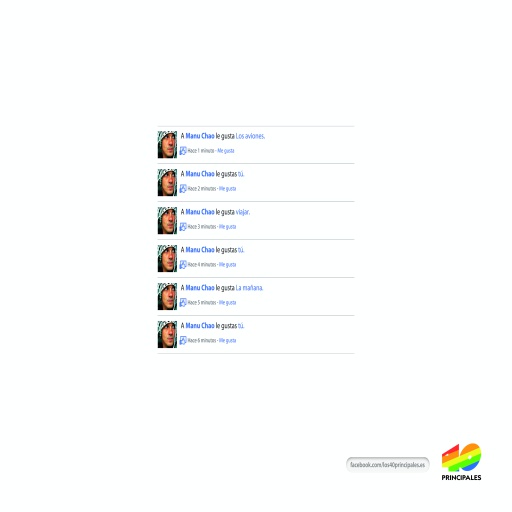 A Manu Chao le gusta Los aviones.
Hace 1 minuto · Me gusta
A Manu Chao le gustas tú.
Hace 2 minutos · Me gusta
A Manu Chao le gusta viajar.
Hace 3 minutos · Me gusta
A Manu Chao le gustas tú.
Hace 4 minutos · Me gusta
A Manu Chao le gusta La mañana.
Hace 5 minutos · Me gusta
A Manu Chao le gustas tú.
Hace 6 minutos · Me gusta
facebook.com/los40principales.es
40
PRINCIPALES